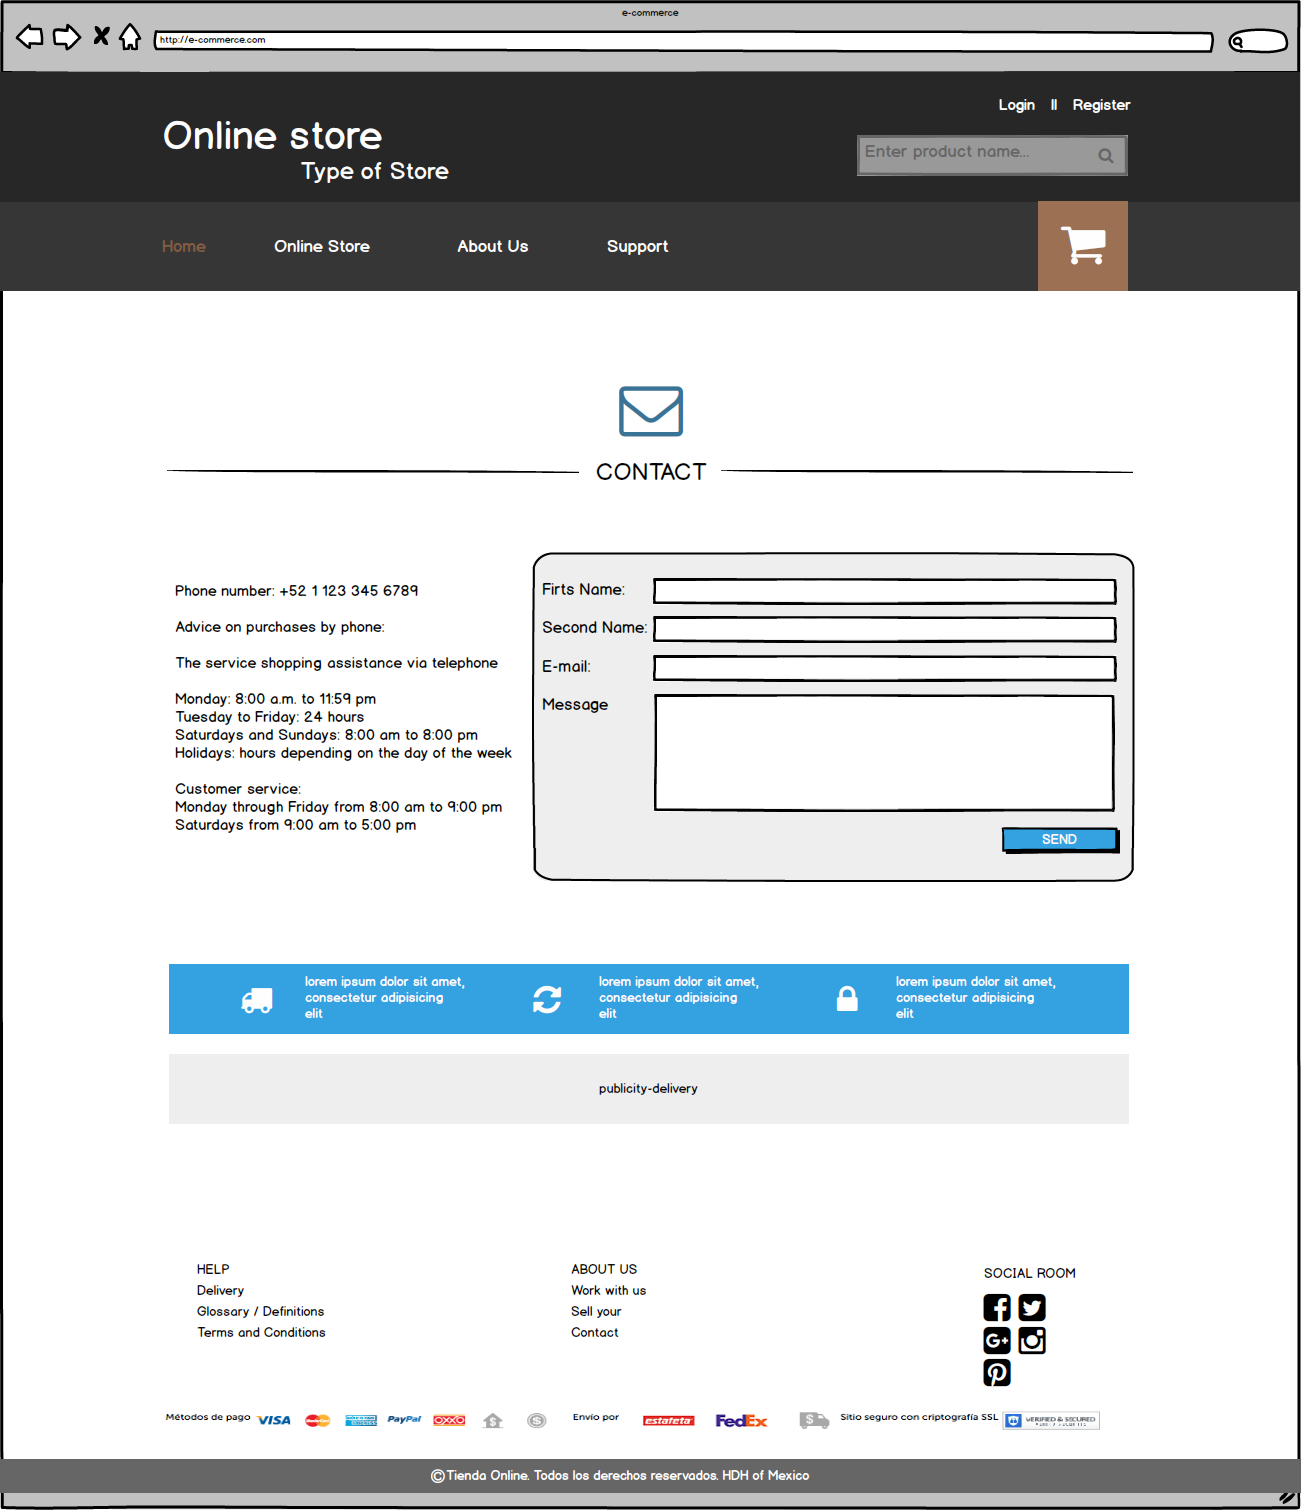 e-commerce
http://e-commerce.com
Login || Register
Online store
Type of Store
Enter product name...
Home Online Store About Us Support
CONTACT
Phone number: +52 1 123 345 6789
Advice on purchases by phone:
The service shopping assistance via telephone
Monday: 8:00 a.m. to 11:59 pm
Tuesday to Friday: 24 hours
Saturdays and Sundays: 8:00 am to 8:00 pm
Holidays: hours depending on the day of the week
Customer service:
Monday through Friday from 8:00 am to 9:00 pm
Saturdays from 9:00 am to 5:00 pm
Firts Name:
Second Name:
E-mail:
Message
SEND
lorem ipsum dolor sit amet,
consectetur adipisicing
elit
lorem ipsum dolor sit amet,
consectetur adipisicing
elit
lorem ipsum dolor sit amet,
consectetur adipisicing
elit
publicity-delivery
HELP
Delivery
Glossary / Definitions
Terms and Conditions
ABOUT US
Work with us
Sell your
Contact
SOCIAL ROOM
Métodos de pago VISA PayPal OXXO Envío por estafeta FedEx Sitio seguro con criptografía SSL VERIFIED & SECURED
©Tienda Online. Todos los derechos reservados. HDH of Mexico